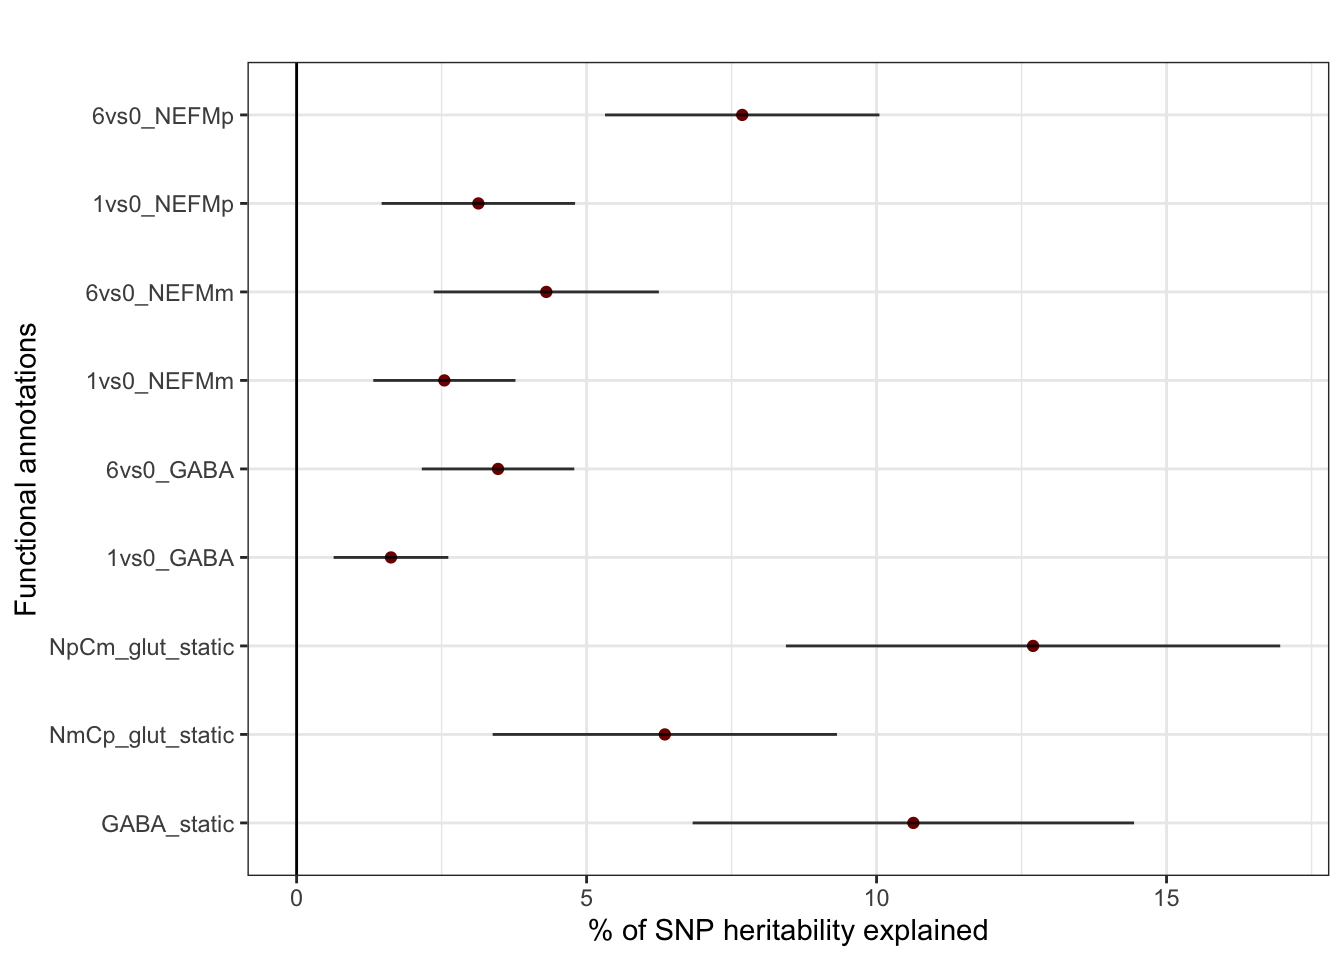 6vs0_NEFMp
1vs0_NEFMp
6vs0_NEFMm
1vs0_NEFMm
6vs0_GABA
1vs0_GABA
NpCm_glut_static
NmCp_glut_static
GABA_static
Functional annotations
0 5 10 15
% of SNP heritability explained